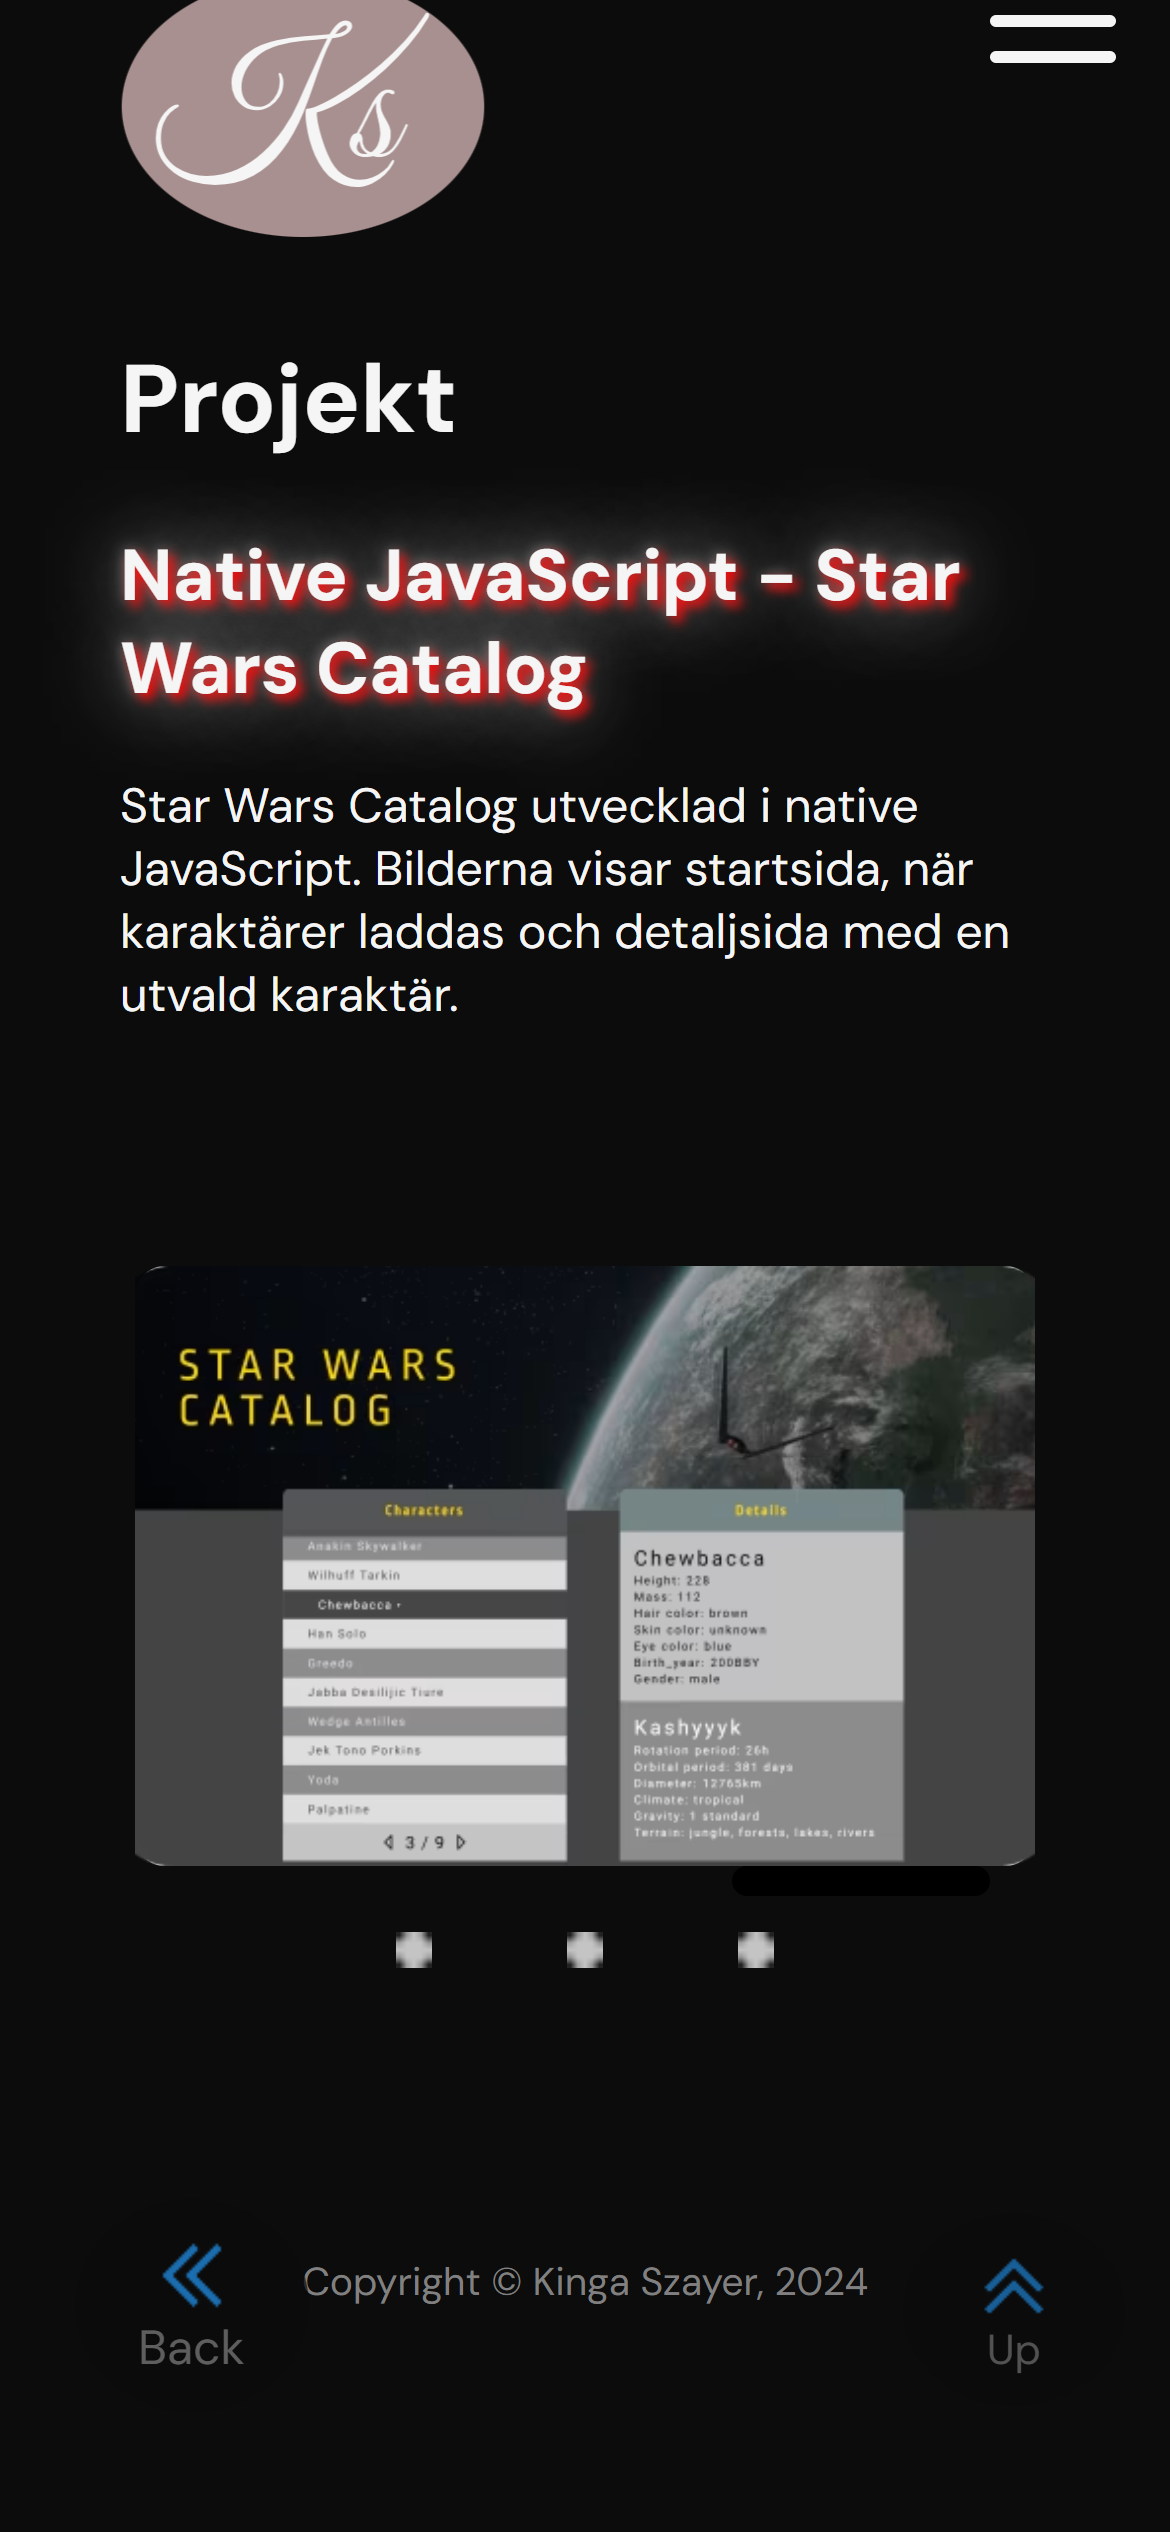 Ks
Projekt
Native JavaScript - Star
Wars Catalog
Star Wars Catalog utvecklad i native
JavaScript. Bilderna visar startsida, när
karaktärer laddas och detaljsida med en
utvald karaktär.
STAR WARS
CATALOG
Characters
Anakin Skywalker
Wilhuff Tarkin
Chewbacca
Han Solo
Greedo
Jabba Desilijic Tiure
Wedge Antilles
Jek Tono Porkins
Yoda
Palpatine
3 / 9
Details
Chewbacca
Height: 228
Mass: 112
Hair color: brown
Skin color: unknown
Eye color: blue
Birth_year: 200BBY
Gender: male
Kashyyyk
Rotation period: 26h
Orbital period: 381 days
Diameter: 12765km
Climate: tropical
Gravity: 1 standard
Terrain: jungle, forests, lakes, rivers
Copyright © Kinga Szayer, 2024
Back
Up